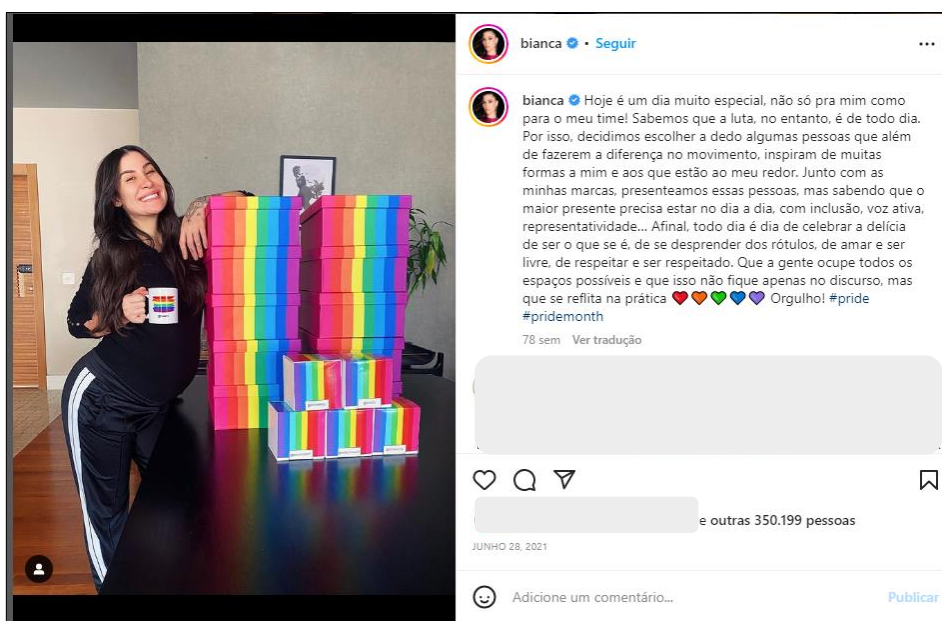 bianca • Seguir
bianca Hoje é um dia muito especial, não só pra mim como
para o meu time! Sabemos que a luta, no entanto, é de todo dia.
Por isso, decidimos escolher a dedo algumas pessoas que além
de fazerem a diferença no movimento, inspiram de muitas
formas a mim e aos que estão ao meu redor. Junto com as
minhas marcas, presenteamos essas pessoas, mas sabendo que o
maior presente precisa estar no dia a dia, com inclusão, voz ativa,
representatividade... Afinal, todo dia é dia de celebrar a delícia
de ser o que se é, de se desprender dos rótulos, de amar e ser
livre, de respeitar e ser respeitado. Que a gente ocupe todos os
espaços possíveis e que isso não fique apenas no discurso, mas
que se reflita na prática ❤️🧡💚💙💜 Orgulho! #pride
#pridemonth
78 sem Ver tradução
e outras 350.199 pessoas
JUNHO 28, 2021
Adicione um comentário... Publicar